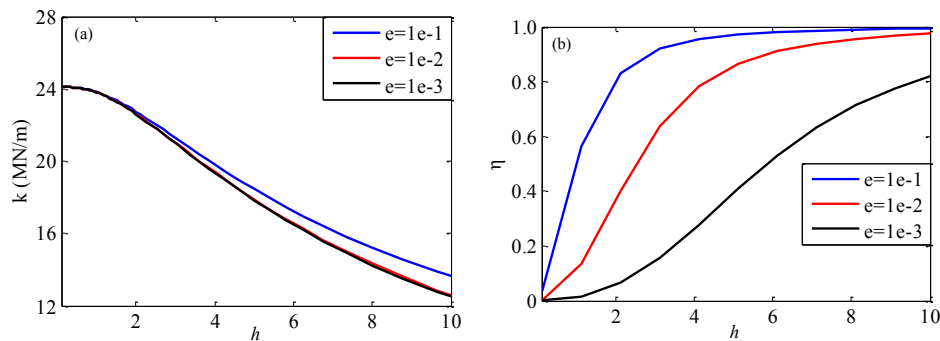 (a)
e=1e-1
e=1e-2
e=1e-3
28
24
20
16
12
k (MN/m)
2 4 6 8 10
h
(b)
1.0
0.8
0.6
0.4
0.2
0
η
e=1e-1
e=1e-2
e=1e-3
2 4 6 8 10
h